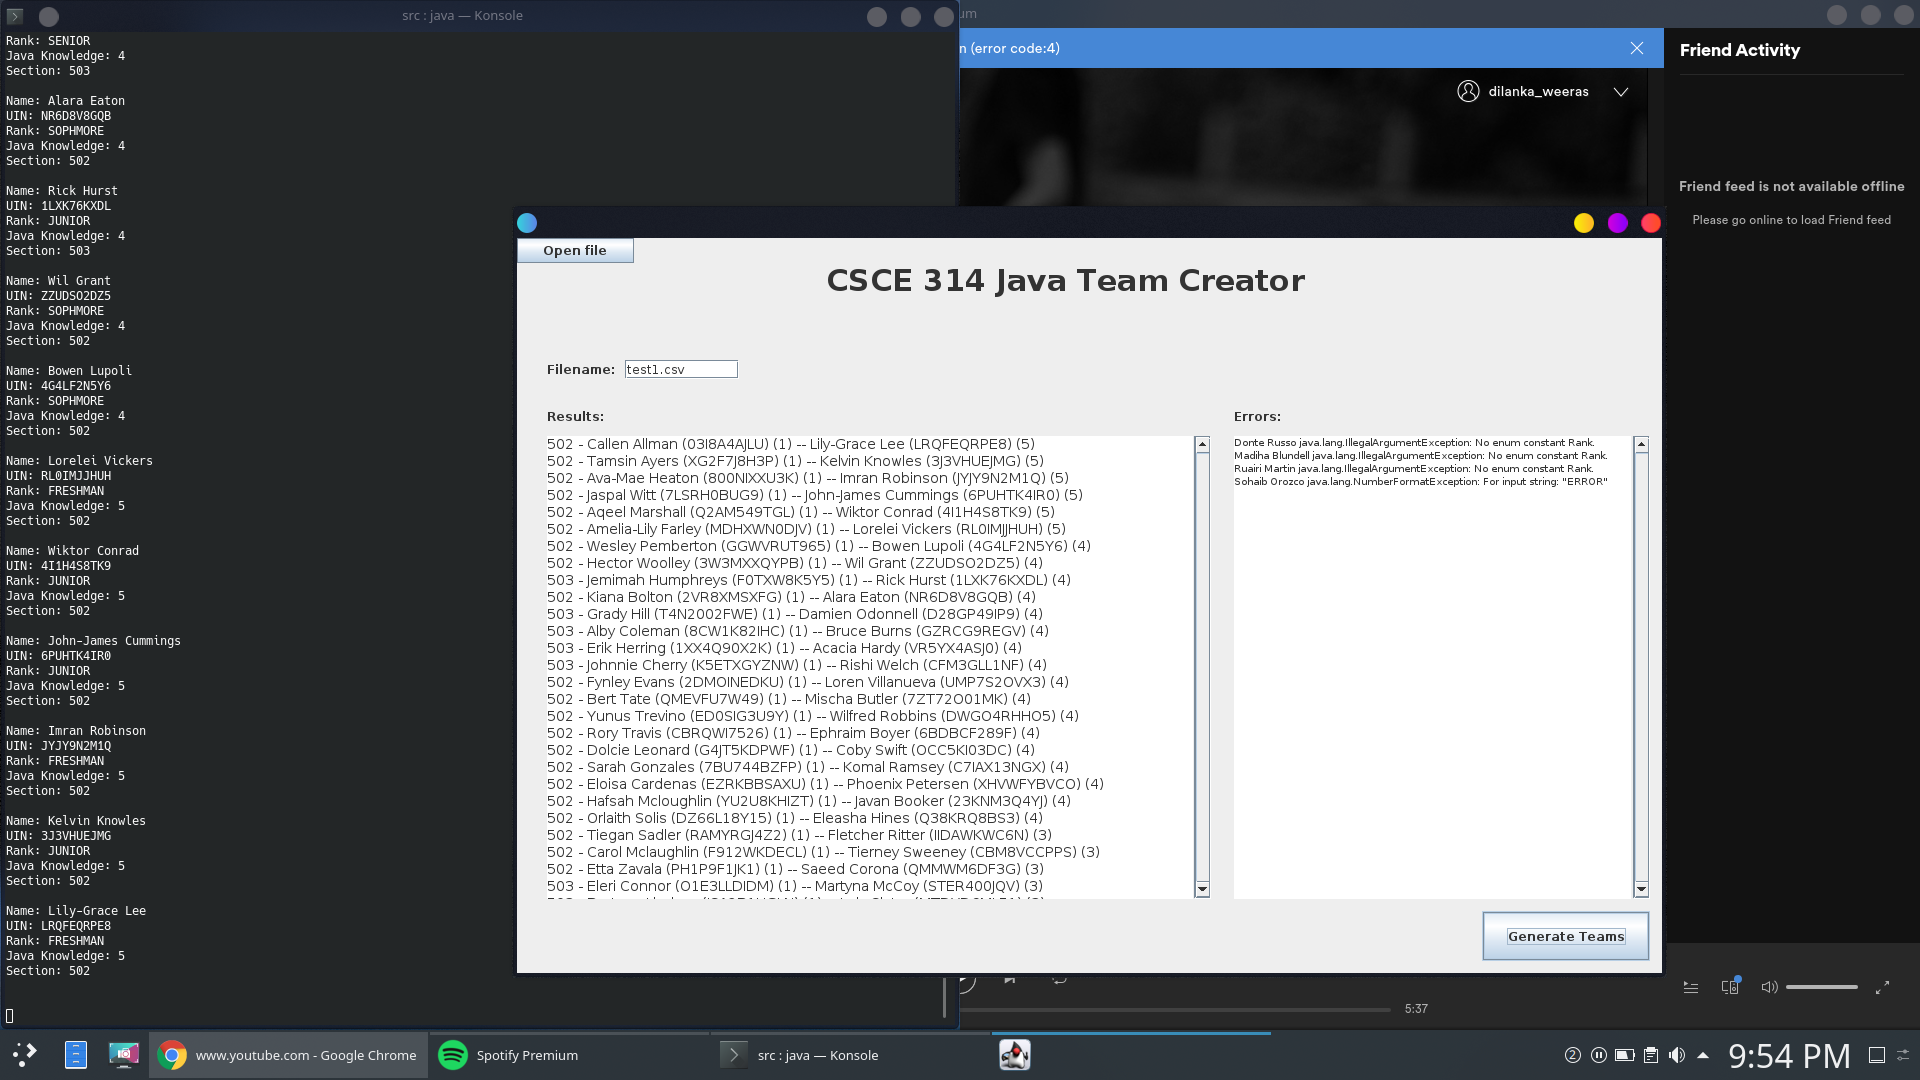 src : java — Konsole
Rank: SENIOR
Java Knowledge: 4
Section: 503
Name: Alara Eaton
UIN: NR6D8V8GQB
Rank: SOPHMORE
Java Knowledge: 4
Section: 502
Name: Rick Hurst
UIN: 1LXK76KXDL
Rank: JUNIOR
Java Knowledge: 4
Section: 503
Name: Wil Grant
UIN: ZZUDSO2DZ5
Rank: SOPHMORE
Java Knowledge: 4
Section: 502
Name: Bowen Lupoli
UIN: 4G4LF2N5Y6
Rank: SOPHMORE
Java Knowledge: 4
Section: 502
Name: Lorelei Vickers
UIN: RL0IMJJHUH
Rank: FRESHMAN
Java Knowledge: 5
Section: 502
Name: Wiktor Conrad
UIN: 4I1H4S8TK9
Rank: JUNIOR
Java Knowledge: 5
Section: 502
Name: John-James Cummings
UIN: 6PUHTK4IR0
Rank: JUNIOR
Java Knowledge: 5
Section: 502
Name: Imran Robinson
UIN: JYJY9N2M1Q
Rank: FRESHMAN
Java Knowledge: 5
Section: 502
Name: Kelvin Knowles
UIN: 3J3VHUEJMG
Rank: JUNIOR
Java Knowledge: 5
Section: 502
Name: Lily-Grace Lee
UIN: LRQFEQRPE8
Rank: FRESHMAN
Java Knowledge: 5
Section: 502
um
n (error code:4)
dilanka_weeras
Friend Activity
Friend feed is not available offline
Please go online to load Friend feed
Open file
CSCE 314 Java Team Creator
Filename: test1.csv
Results:
502 - Callen Allman (03I8A4AJLU) (1) -- Lily-Grace Lee (LRQFEQRPE8) (5)
502 - Tamsin Ayers (XG2F7J8H3P) (1) -- Kelvin Knowles (3J3VHUEJMG) (5)
502 - Ava-Mae Heaton (800NIXXU3K) (1) -- Imran Robinson (JYJY9N2M1Q) (5)
502 - Jaspal Witt (7LSRH0BUG9) (1) -- John-James Cummings (6PUHTK4IR0) (5)
502 - Aqeel Marshall (Q2AM549TGL) (1) -- Wiktor Conrad (4I1H4S8TK9) (5)
502 - Amelia-Lily Farley (MDHXWN0DJV) (1) -- Lorelei Vickers (RL0IMJJHUH) (5)
502 - Wesley Pemberton (GGWVRUT965) (1) -- Bowen Lupoli (4G4LF2N5Y6) (4)
502 - Hector Woolley (3W3MXXQYPB) (1) -- Wil Grant (ZZUDSO2DZ5) (4)
503 - Jemimah Humphreys (F0TXW8K5Y5) (1) -- Rick Hurst (1LXK76KXDL) (4)
502 - Kiana Bolton (2VR8XMSXFG) (1) -- Alara Eaton (NR6D8V8GQB) (4)
503 - Grady Hill (T4N2002FWE) (1) -- Damien Odonnell (D28GP49IP9) (4)
503 - Alby Coleman (8CW1K82IHC) (1) -- Bruce Burns (GZRCG9REGV) (4)
503 - Erik Herring (1XX4Q90X2K) (1) -- Acacia Hardy (VR5YX4ASJ0) (4)
503 - Johnnie Cherry (K5ETXGYZNW) (1) -- Rishi Welch (CFM3GLL1NF) (4)
502 - Fynley Evans (2DMOINEDKU) (1) -- Loren Villanueva (UMP7S2OVX3) (4)
502 - Bert Tate (QMEVFU7W49) (1) -- Mischa Butler (7ZT72O01MK) (4)
502 - Yunus Trevino (ED0SIG3U9Y) (1) -- Wilfred Robbins (DWGO4RHHO5) (4)
502 - Rory Travis (CBRQWI7526) (1) -- Ephraim Boyer (6BDBCF289F) (4)
502 - Dolcie Leonard (G4JT5KDPWF) (1) -- Coby Swift (OCC5KI03DC) (4)
502 - Sarah Gonzales (7BU744BZFP) (1) -- Komal Ramsey (C7IAX13NGX) (4)
502 - Eloisa Cardenas (EZRKBBSAXU) (1) -- Phoenix Petersen (XHVWFYBVCO) (4)
502 - Hafsah Mcloughlin (YU2U8KHIZT) (1) -- Javan Booker (23KNM3Q4YJ) (4)
502 - Orlaith Solis (DZ66L18Y15) (1) -- Eleasha Hines (Q38KRQ8BS3) (4)
502 - Tiegan Sadler (RAMYRGJ4Z2) (1) -- Fletcher Ritter (IIDAWKWC6N) (3)
502 - Carol Mclaughlin (F912WKDECL) (1) -- Tierney Sweeney (CBM8VCCPPS) (3)
502 - Etta Zavala (PH1P9F1JK1) (1) -- Saeed Corona (QMMWM6DF3G) (3)
503 - Eleri Connor (O1E3LLDIDM) (1) -- Martyna McCoy (STER400JQV) (3)
Errors:
Donte Russo java.lang.IllegalArgumentException: No enum constant Rank.
Madiha Blundell java.lang.IllegalArgumentException: No enum constant Rank.
Ruairi Martin java.lang.IllegalArgumentException: No enum constant Rank.
Sohaib Orozco java.lang.NumberFormatException: For input string: "ERROR"
Generate Teams
5:37
www.youtube.com - Google Chrome
Spotify Premium
src : java — Konsole
2
9:54 PM